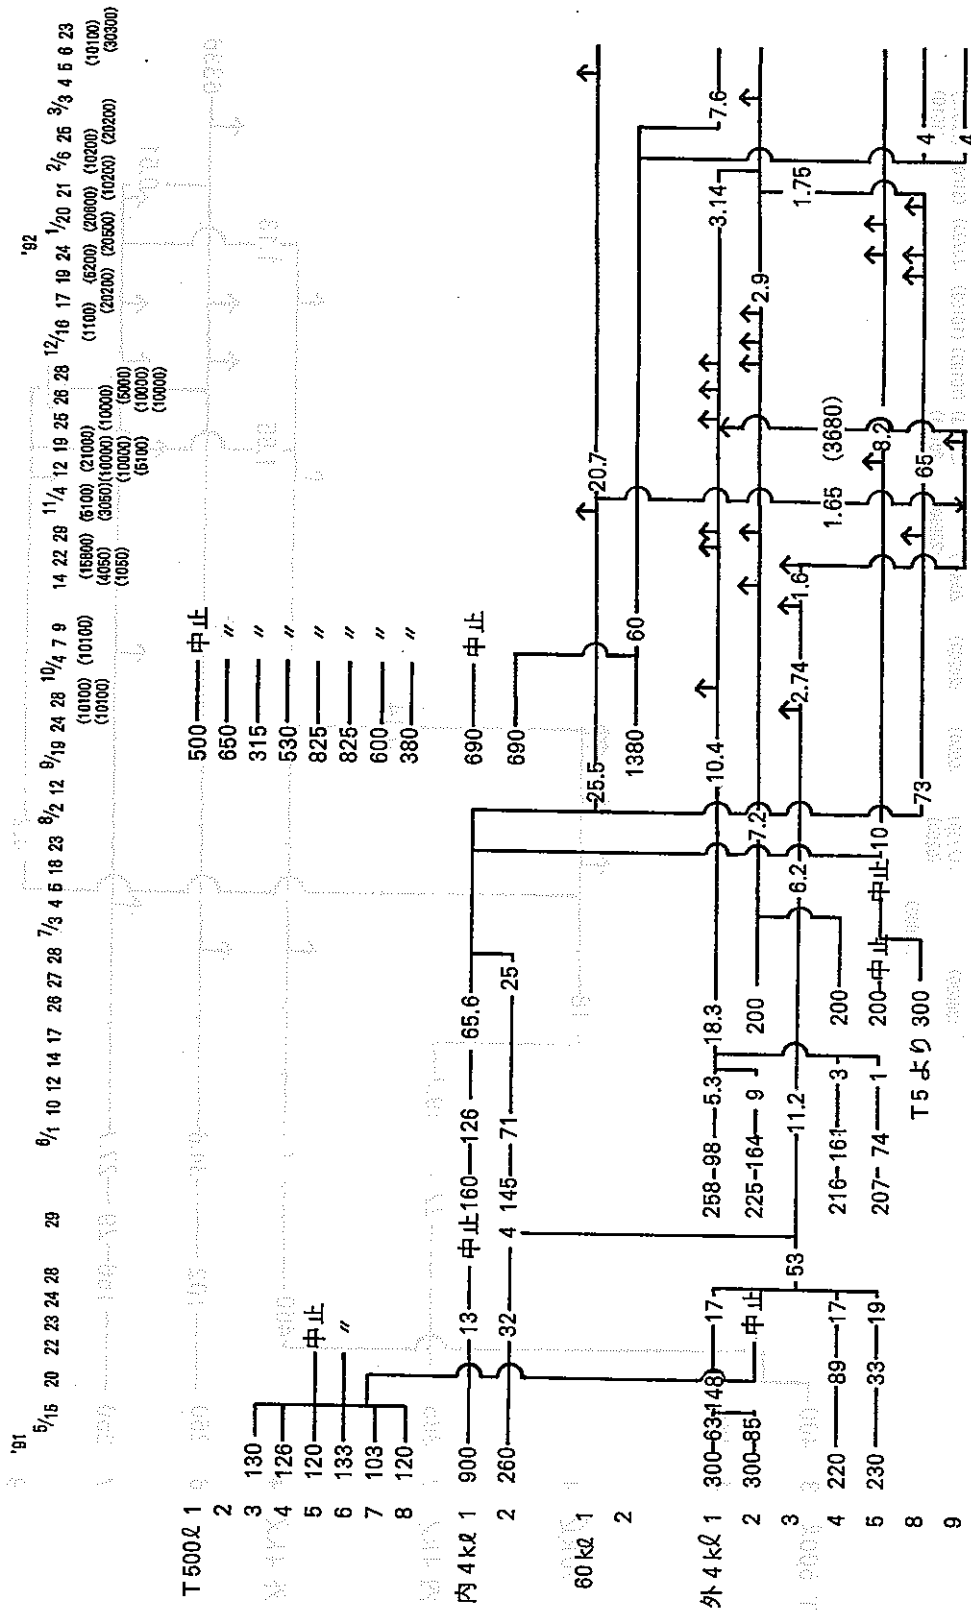 '91 '92
5/15 20 22 23 24 28 29 6/1 10 12 14 17 26 27 28 7/3 4 5 18 23 8/2 12 9/19 24 28 10/4 7 9 14 22 29 11/4 12 19 25 26 28 12/16 17 19 24 1/20 21 2/6 25 3/3 4 5 6 23
(10100) (10100) (15800) (5100) (21000) (1100) (5200) (20600) (10200) (10100)
(10100) (4050) (3050) (10000) (10000) (20200) (20500) (10200) (20200) (30300)
(1050) (10000) (5000)
(5100) (10000)
(10000)
T500ℓ 1 500 中止
2 650 〃
3 130 315 〃
4 126 530 〃
5 120 中止 825 〃
6 133 〃 825 〃
7 103 600 〃
8 120 380 〃
内4kℓ 1 900 13 中止 160 126 65.6 690 中止
2 260 32 4 145 71 25 690
60kℓ 1 25.5 20.7
2 1380 60
外4kℓ 1 300 63 148 17 258 98 5.3 18.3 10.4 3.14 7.6
2 300 85 中止 225 164 9 200 7.2 2.9
3 53 11.2 6.2 2.74 1.6 1.75
4 220 89 17 216 161 3 200 1.65 (3680)
5 230 33 19 207 74 1 200 中止 中止 10 8.2
8 T5より 300 73 65 4
9 4